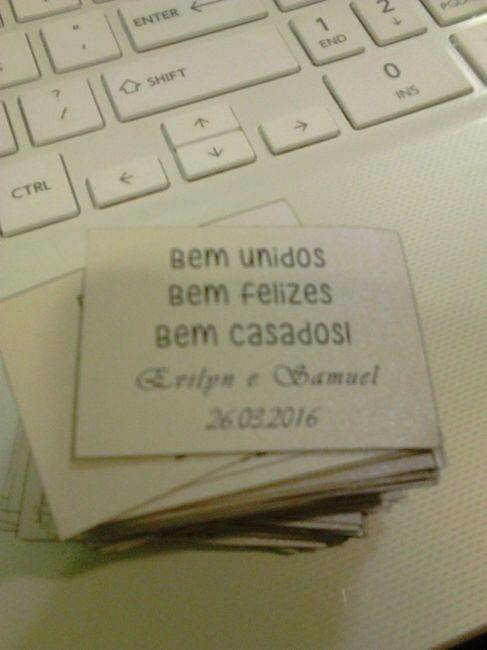 ENTER ←
" ,
1 END
2 ↓
⇧ SHIFT
0 INS
? /
↑
→
CTRL
←
↓
Bem unidos
Bem felizes
Bem casados!
Erilyn e Samuel
26.03.2016